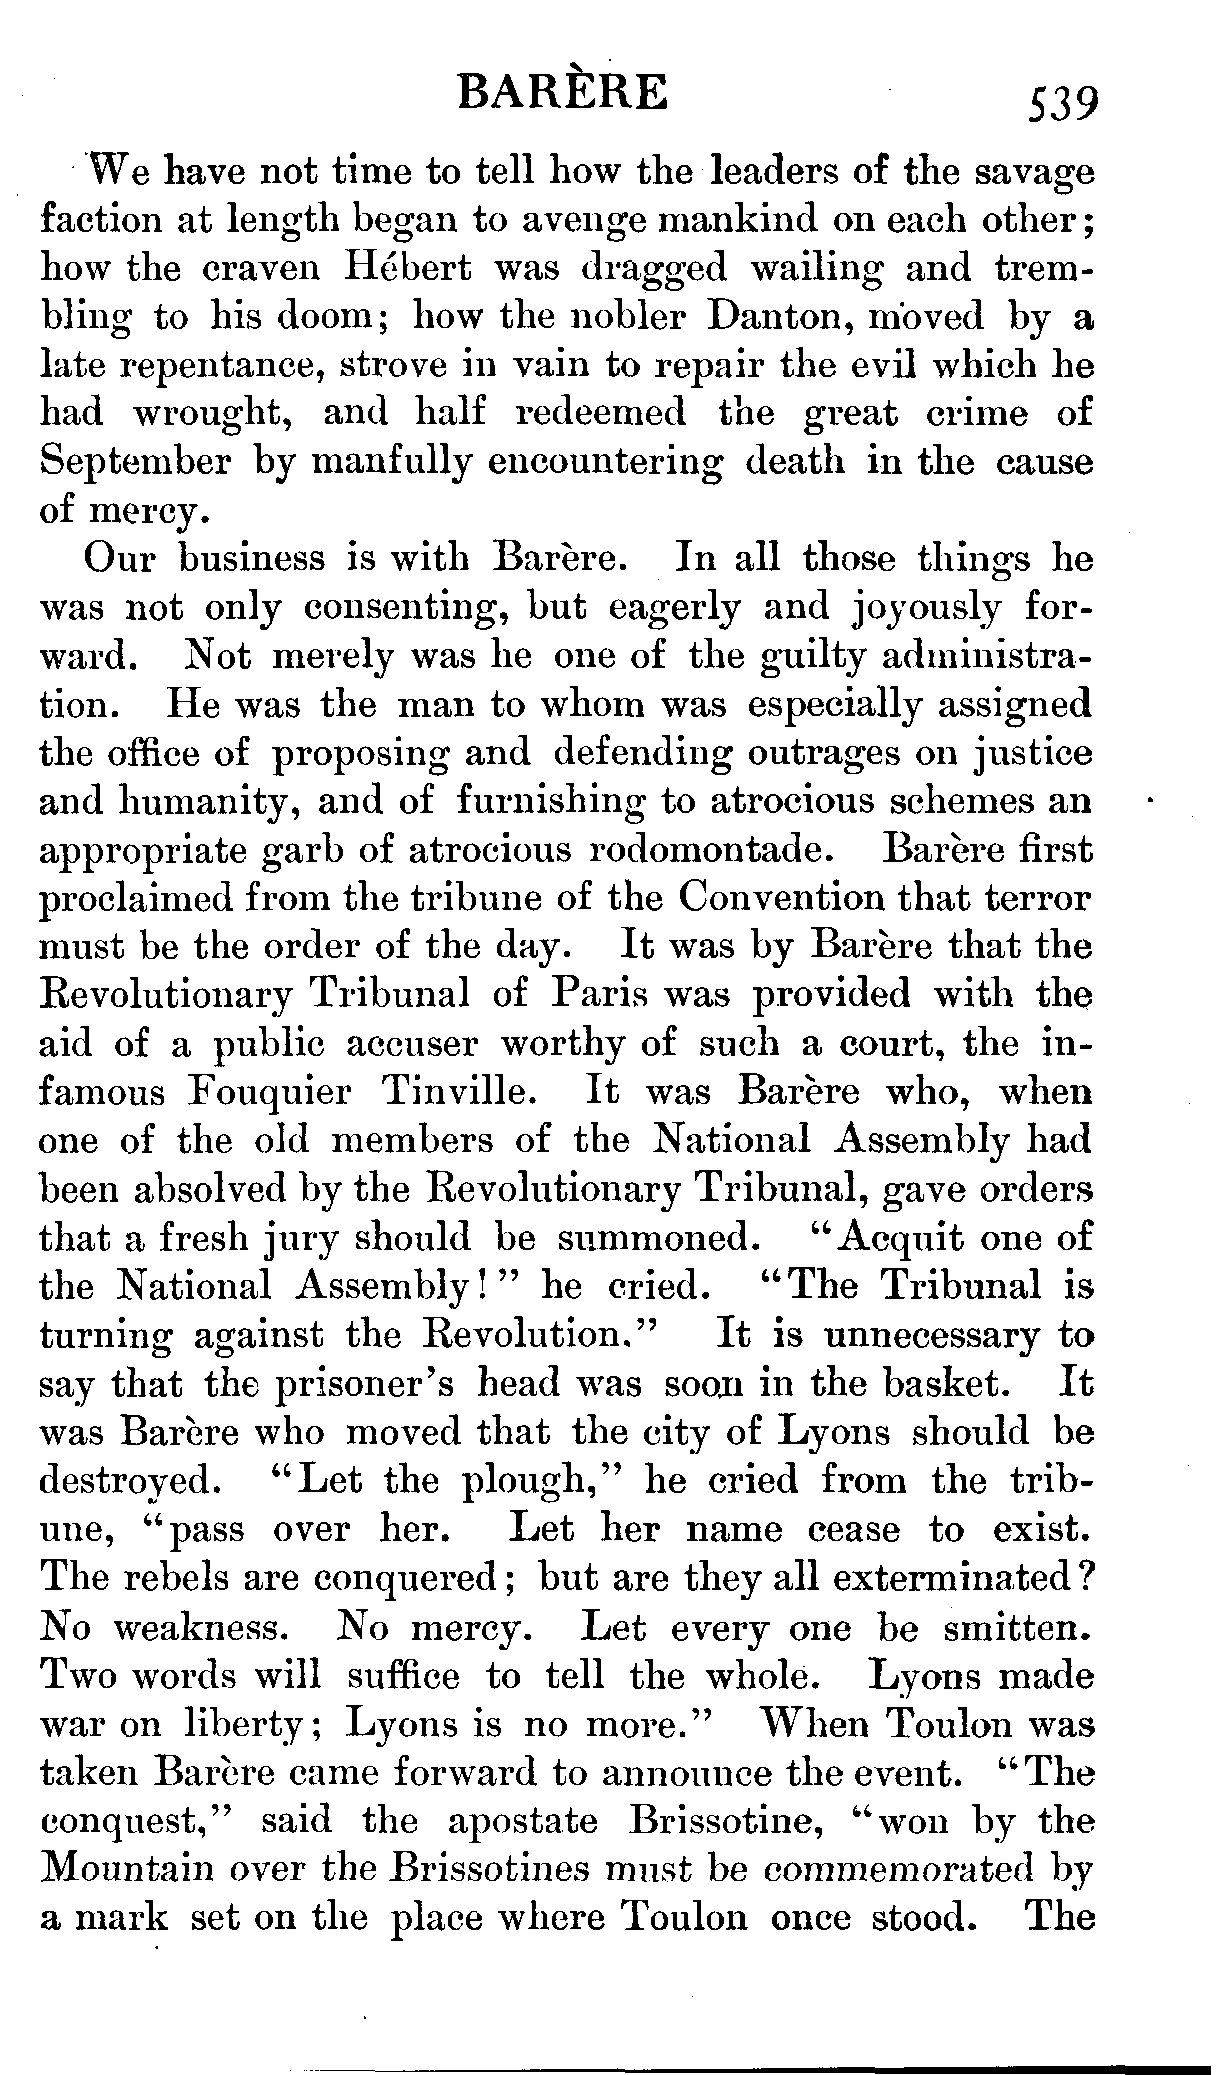 BARÈRE
539
We have not time to tell how the leaders of the savage
faction at length began to avenge mankind on each other;
how the craven Hébert was dragged wailing and trem-
bling to his doom; how the nobler Danton, moved by a
late repentance, strove in vain to repair the evil which he
had wrought, and half redeemed the great crime of
September by manfully encountering death in the cause
of mercy.
Our business is with Barère. In all those things he
was not only consenting, but eagerly and joyously for-
ward. Not merely was he one of the guilty administra-
tion. He was the man to whom was especially assigned
the office of proposing and defending outrages on justice
and humanity, and of furnishing to atrocious schemes an
appropriate garb of atrocious rodomontade. Barère first
proclaimed from the tribune of the Convention that terror
must be the order of the day. It was by Barère that the
Revolutionary Tribunal of Paris was provided with the
aid of a public accuser worthy of such a court, the in-
famous Fouquier Tinville. It was Barère who, when
one of the old members of the National Assembly had
been absolved by the Revolutionary Tribunal, gave orders
that a fresh jury should be summoned. "Acquit one of
the National Assembly!" he cried. "The Tribunal is
turning against the Revolution." It is unnecessary to
say that the prisoner's head was soon in the basket. It
was Barère who moved that the city of Lyons should be
destroyed. "Let the plough," he cried from the trib-
une, "pass over her. Let her name cease to exist.
The rebels are conquered; but are they all exterminated?
No weakness. No mercy. Let every one be smitten.
Two words will suffice to tell the whole. Lyons made
war on liberty; Lyons is no more." When Toulon was
taken Barère came forward to announce the event. "The
conquest," said the apostate Brissotine, "won by the
Mountain over the Brissotines must be commemorated by
a mark set on the place where Toulon once stood. The